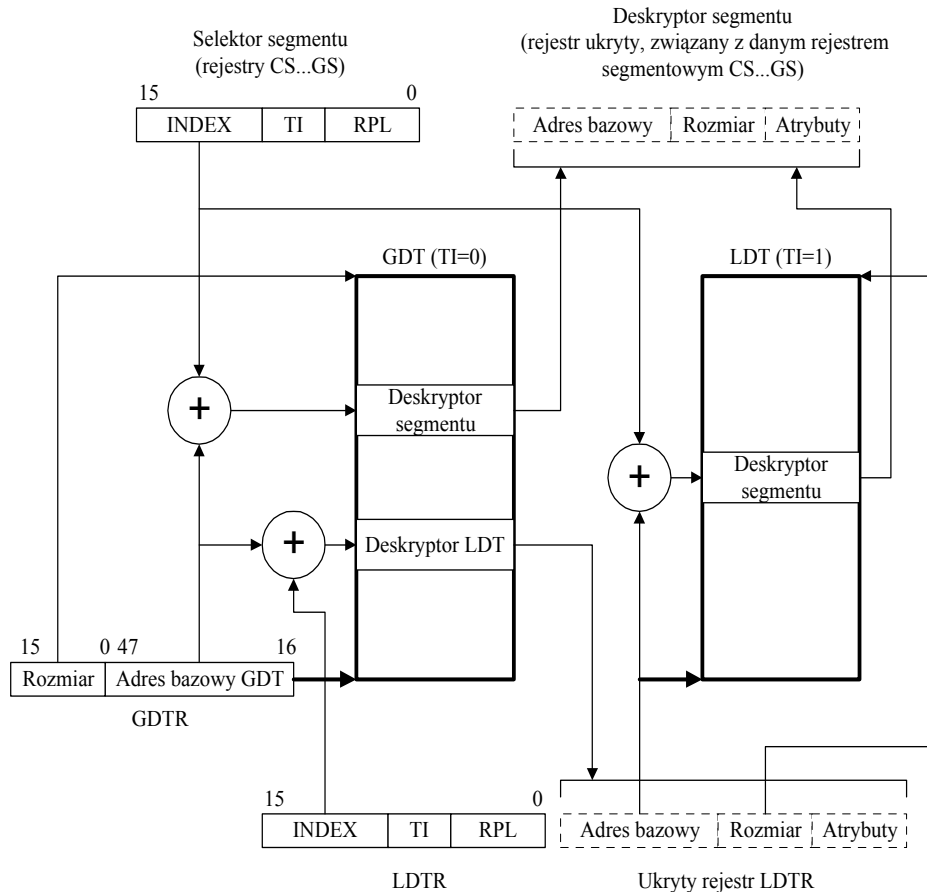 Selektor segmentu
(rejestry CS...GS)
Deskryptor segmentu
(rejestr ukryty, związany z danym rejestrem
segmentowym CS...GS)
15 0
INDEX TI RPL
Adres bazowy Rozmiar Atrybuty
GDT (TI=0)
LDT (TI=1)
+
Deskryptor
segmentu
+
Deskryptor
segmentu
+
Deskryptor LDT
15 0 47 16
Rozmiar Adres bazowy GDT
GDTR
15 0
INDEX TI RPL
Adres bazowy Rozmiar Atrybuty
LDTR
Ukryty rejestr LDTR